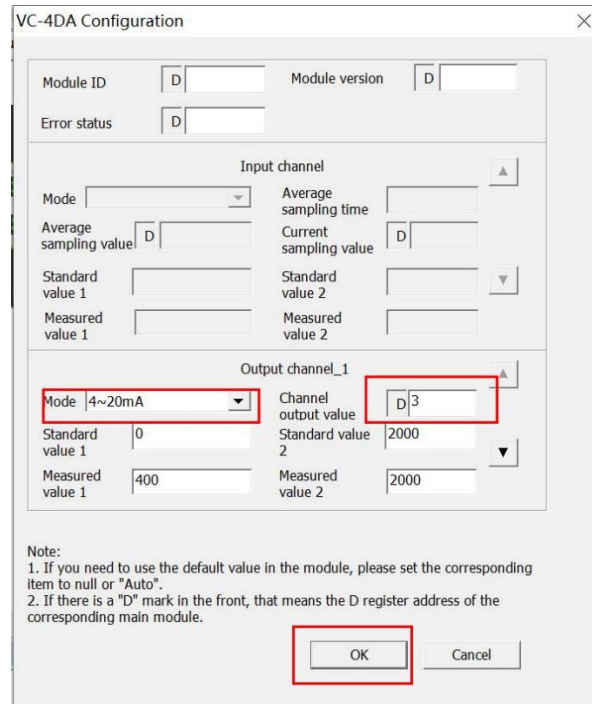 VC-4DA Configuration
Module ID D Module version D
Error status D
Input channel
Mode Average
sampling time
Average
sampling value D Current
sampling value D
Standard
value 1 Standard
value 2
Measured
value 1 Measured
value 2
Output channel_1
Mode 4~20mA Channel
output value D 3
Standard
value 1 0 Standard value
2 2000
Measured
value 1 400 Measured
value 2 2000
Note:
1. If you need to use the default value in the module, please set the corresponding
item to null or "Auto".
2. If there is a "D" mark in the front, that means the D register address of the
corresponding main module.
OK Cancel